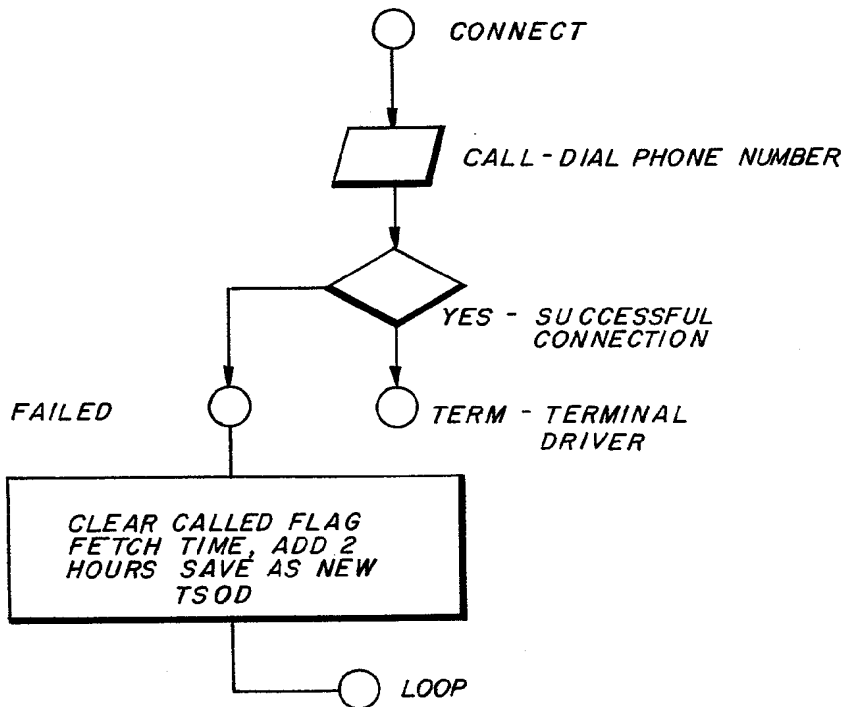 CONNECT
CALL - DIAL PHONE NUMBER
YES - SUCCESSFUL
CONNECTION
FAILED
TERM - TERMINAL
DRIVER
CLEAR CALLED FLAG
FETCH TIME, ADD 2
HOURS SAVE AS NEW
TSOD
LOOP